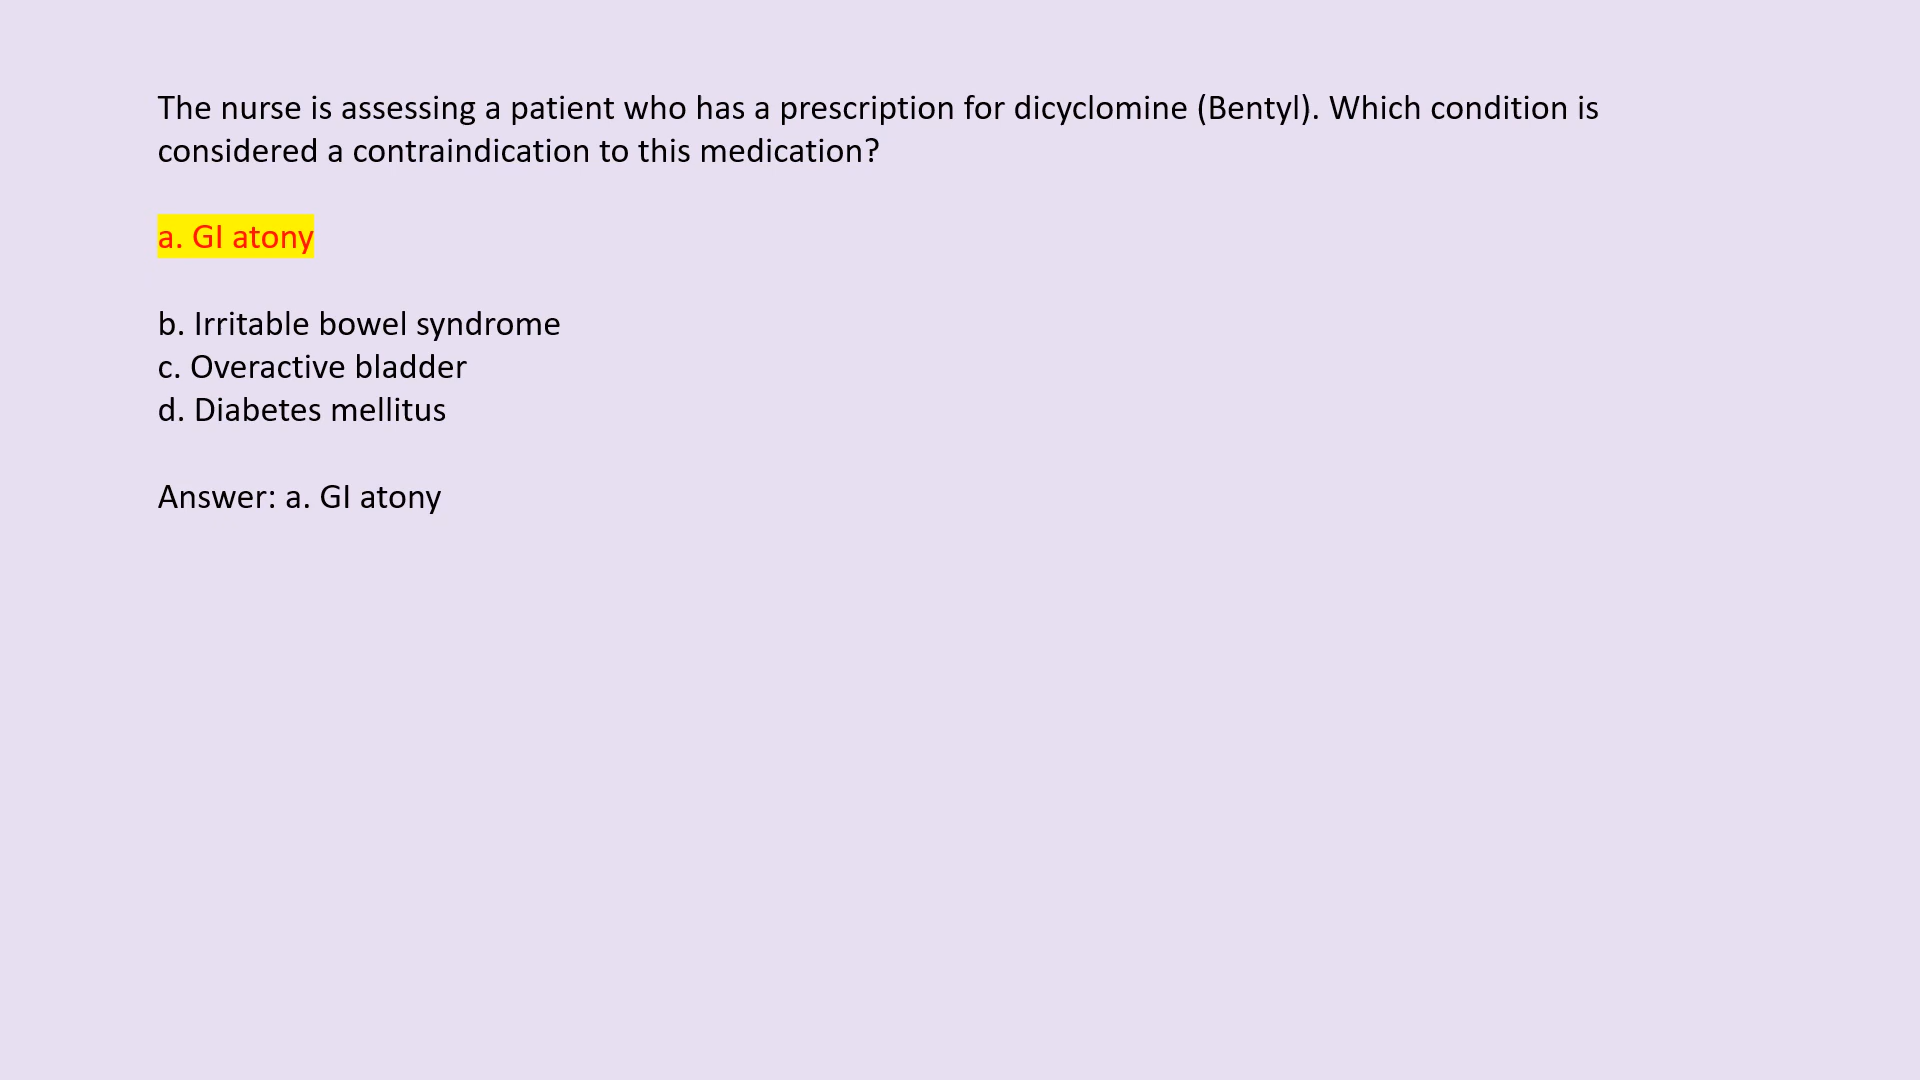 The nurse is assessing a patient who has a prescription for dicyclomine (Bentyl). Which condition is
considered a contraindication to this medication?
a. GI atony
b. Irritable bowel syndrome
c. Overactive bladder
d. Diabetes mellitus
Answer: a. GI atony